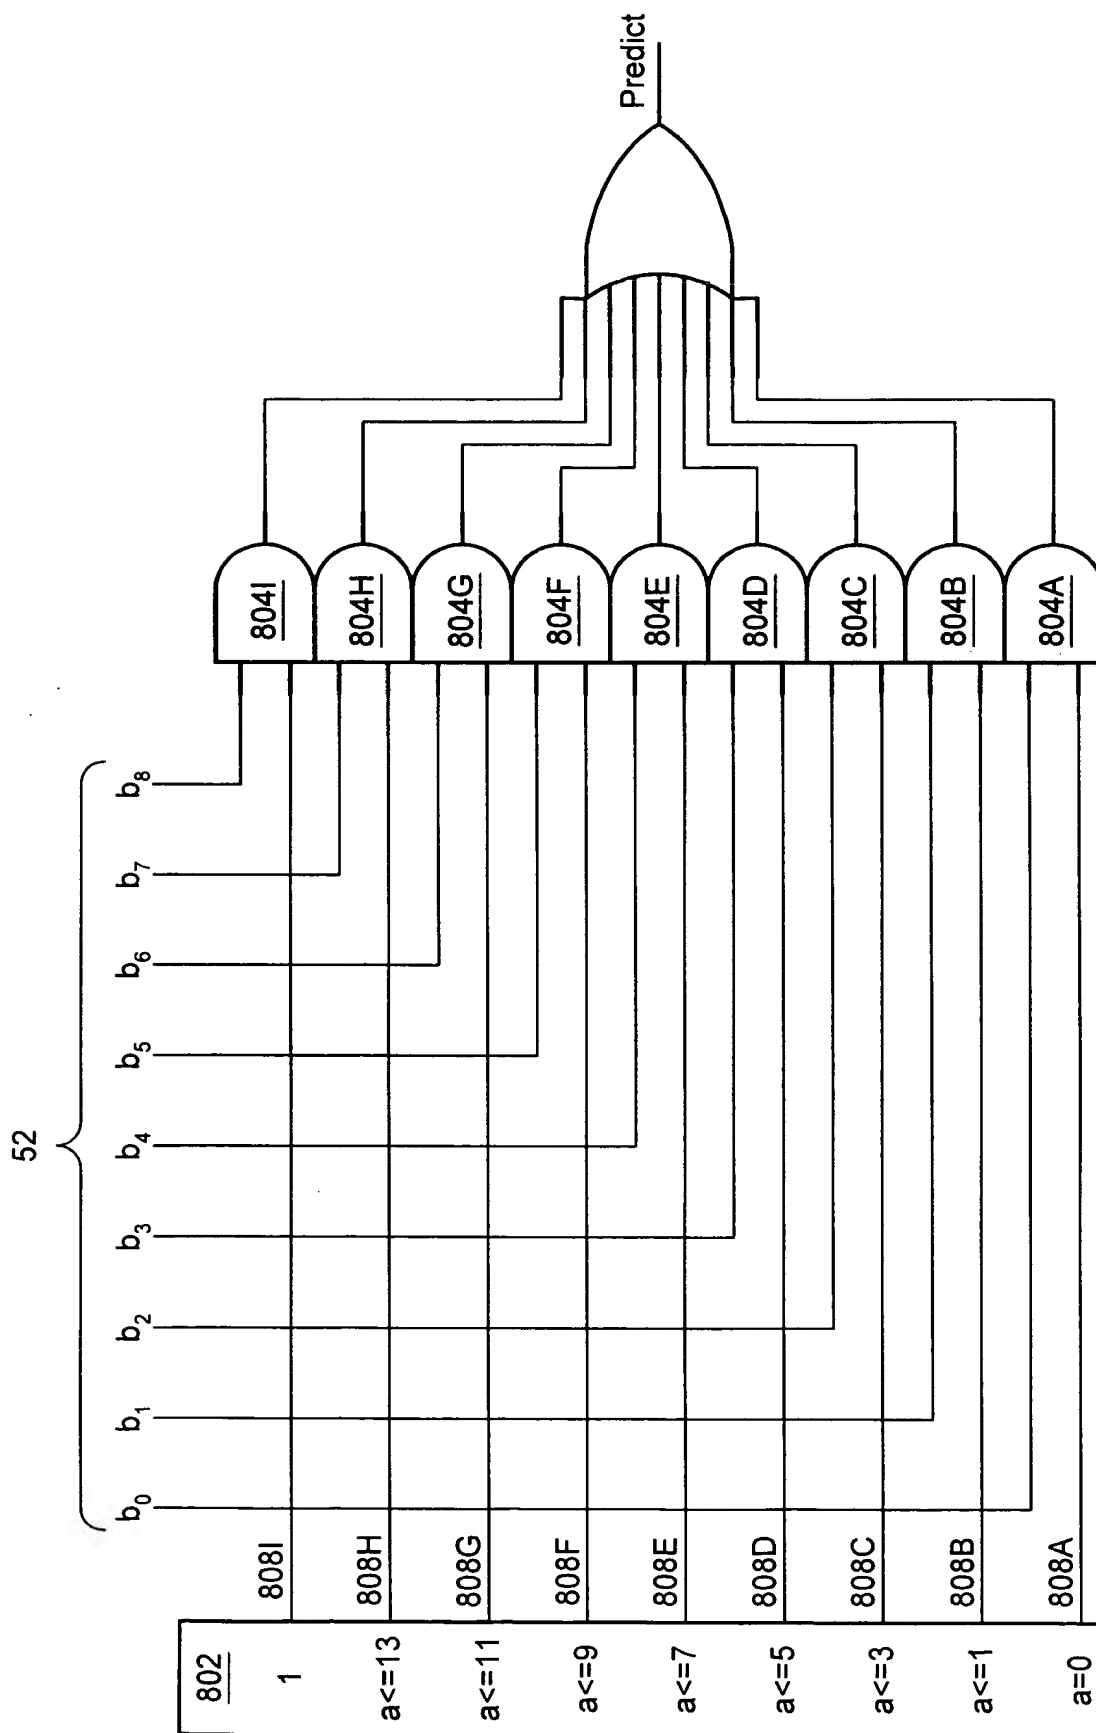 52
b0 b1 b2 b3 b4 b5 b6 b7 b8
802
1 808I 804I
a<=13 808H 804H
a<=11 808G 804G
a<=9 808F 804F
a<=7 808E 804E
a<=5 808D 804D
a<=3 808C 804C
a<=1 808B 804B
a=0 808A 804A
Predict